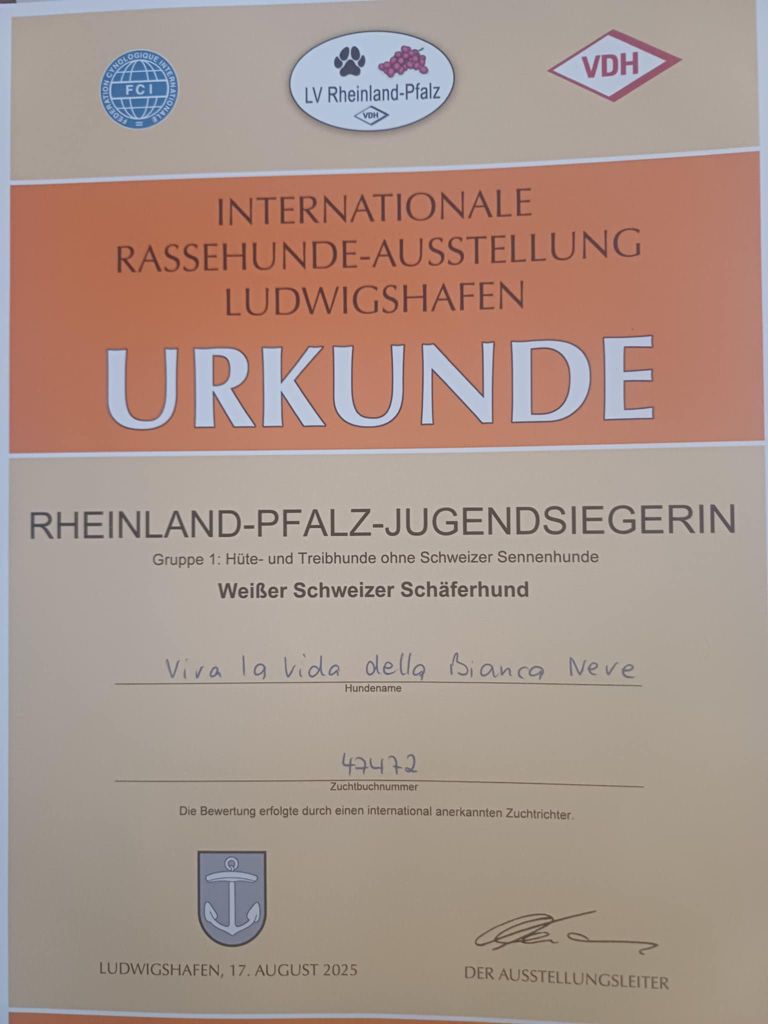 FEDERATION CYNOLOGIQUE INTERNATIONALE
FCI
LV Rheinland-Pfalz
VDH
VDH
INTERNATIONALE
RASSEHUNDE-AUSSTELLUNG
LUDWIGSHAFEN
URKUNDE
RHEINLAND-PFALZ-JUGENDSIEGERIN
Gruppe 1: Hüte- und Treibhunde ohne Schweizer Sennenhunde
Weißer Schweizer Schäferhund
Viva la Vida della Bianca Neve
Hundename
47472
Zuchtbuchnummer
Die Bewertung erfolgte durch einen international anerkannten Zuchtrichter.
LUDWIGSHAFEN, 17. AUGUST 2025
DER AUSSTELLUNGSLEITER